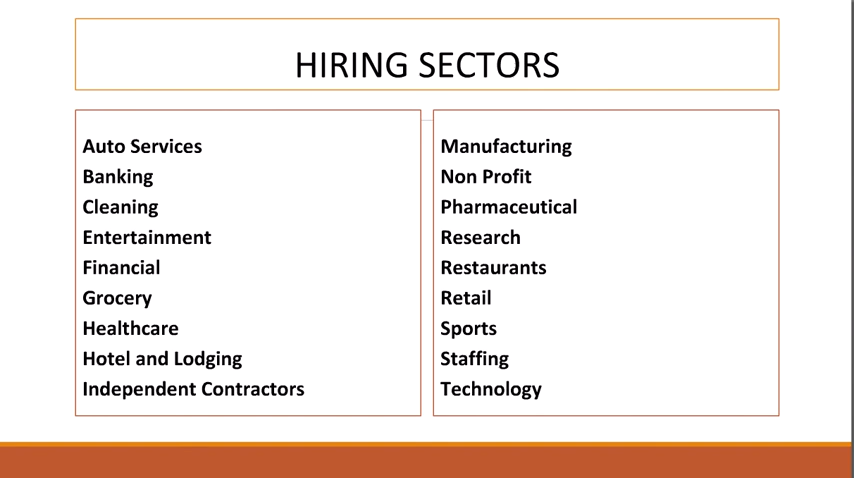 HIRING SECTORS
Auto Services
Banking
Cleaning
Entertainment
Financial
Grocery
Healthcare
Hotel and Lodging
Independent Contractors
Manufacturing
Non Profit
Pharmaceutical
Research
Restaurants
Retail
Sports
Staffing
Technology